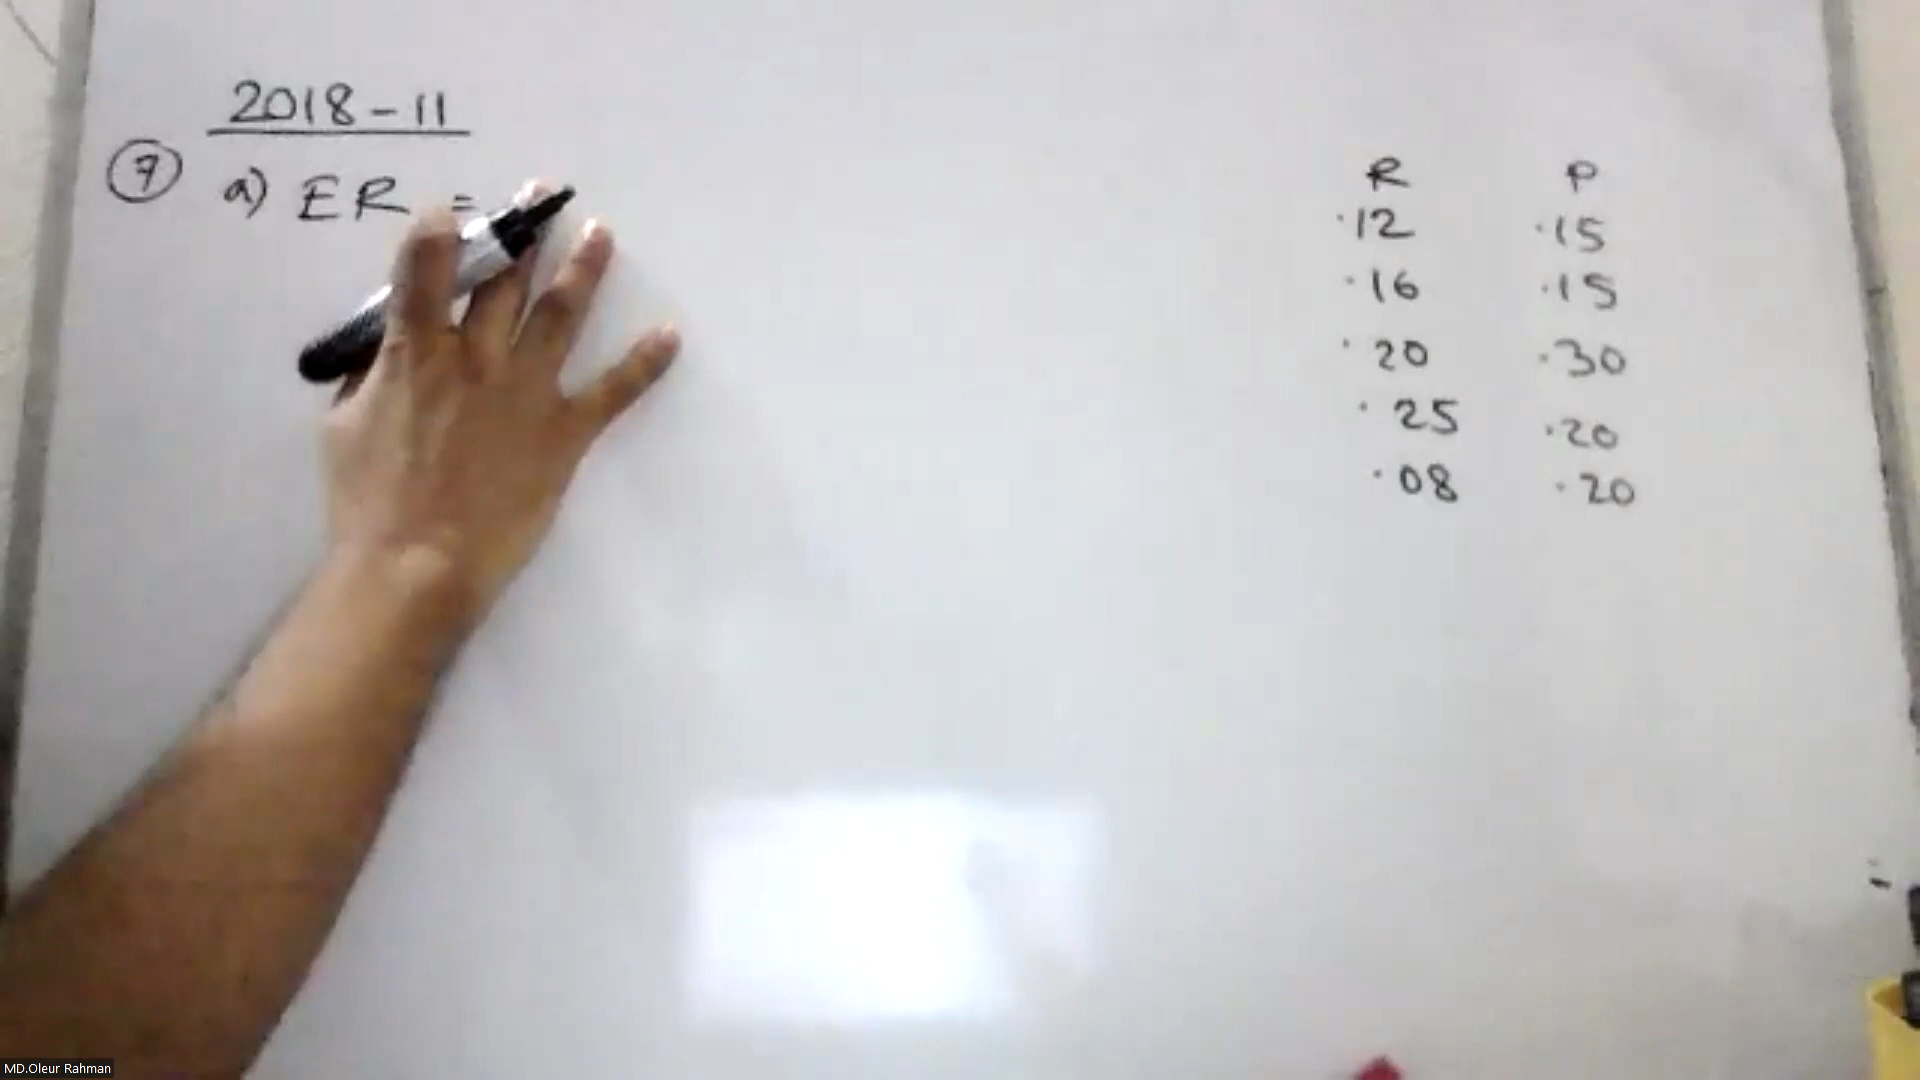 2018-11
7 a) ER =
R P
.12 .15
.16 .15
.20 .30
.25 .20
.08 .20
MD.Oleur Rahman